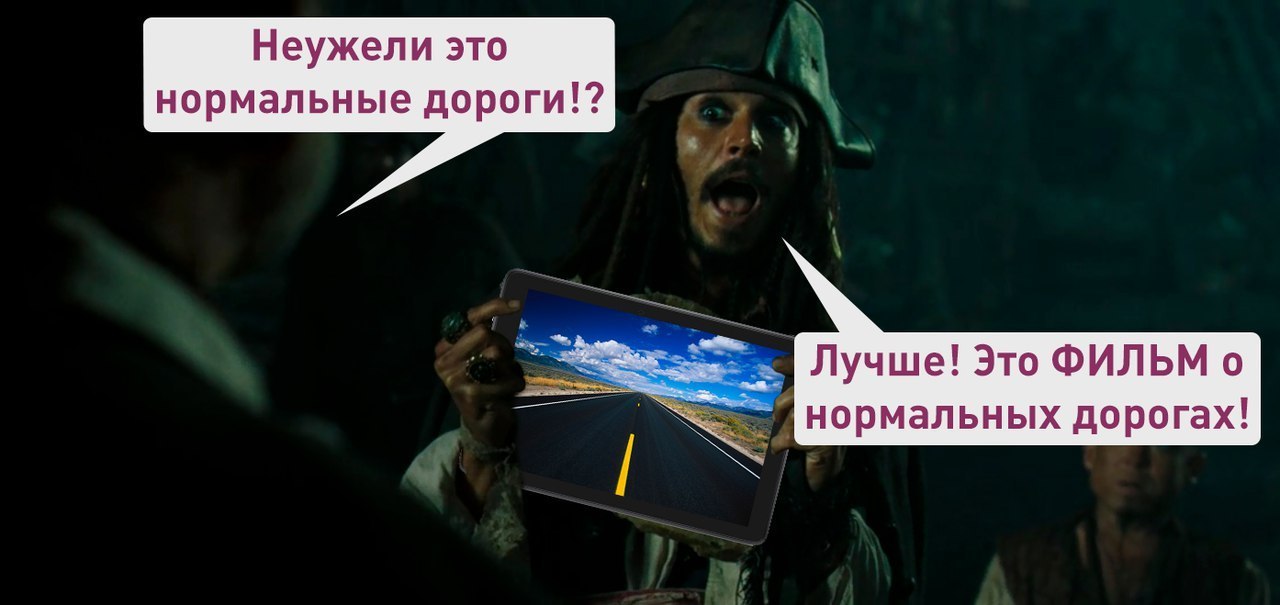 Неужели это
нормальные дороги!?
Лучше! Это ФИЛЬМ о
нормальных дорогах!